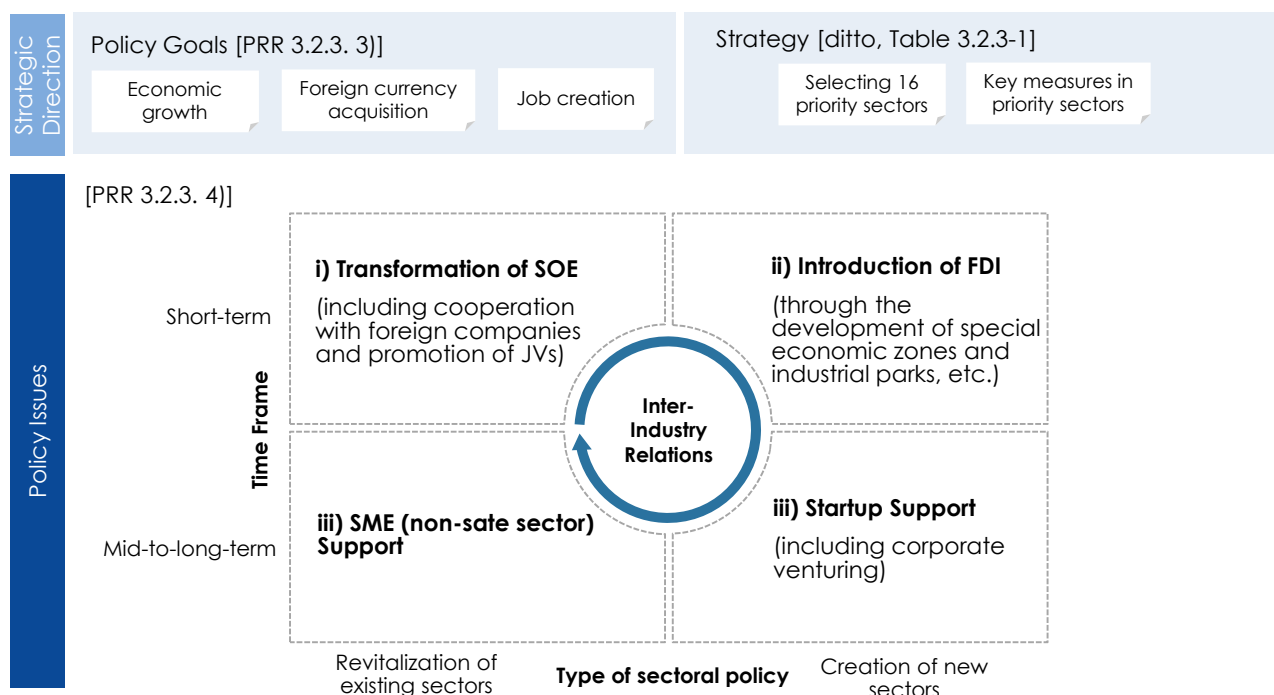 Strategic
Direction
Policy Goals [PRR 3.2.3. 3)]
Economic
growth
Foreign currency
acquisition
Job creation
Strategy [ditto, Table 3.2.3-1]
Selecting 16
priority sectors
Key measures in
priority sectors
Policy Issues
[PRR 3.2.3. 4)]
Time Frame
Short-term
i) Transformation of SOE
(including cooperation
with foreign companies
and promotion of JVs)
ii) Introduction of FDI
(through the
development of special
economic zones and
industrial parks, etc.)
Inter-
Industry
Relations
Mid-to-long-term
iii) SME (non-sate sector)
Support
iii) Startup Support
(including corporate
venturing)
Revitalization of
existing sectors
Type of sectoral policy
Creation of new
sectors